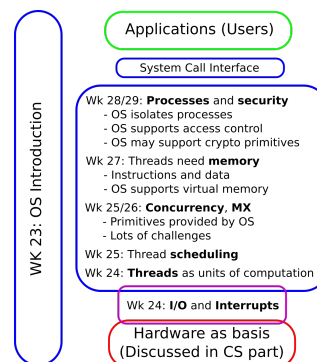 WK 23: OS Introduction
Applications (Users)
System Call Interface
Wk 28/29: Processes and security
- OS isolates processes
- OS supports access control
- OS may support crypto primitives
Wk 27: Threads need memory
- Instructions and data
- OS supports virtual memory
Wk 25/26: Concurrency, MX
- Primitives provided by OS
- Lots of challenges
Wk 25: Thread scheduling
Wk 24: Threads as units of computation
Wk 24: I/O and Interrupts
Hardware as basis
(Discussed in CS part)